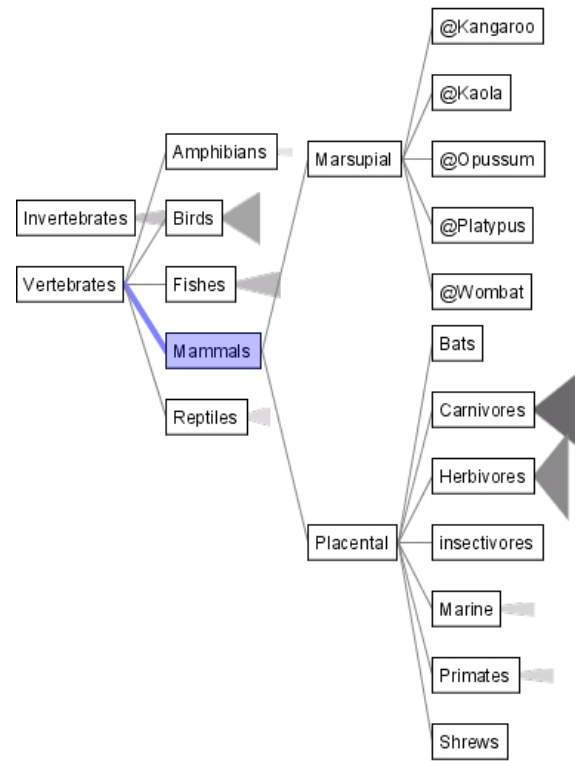 Invertebrates
Vertebrates
Amphibians
Birds
Fishes
Mammals
Reptiles
Marsupial
Placental
@Kangaroo
@Kaola
@Opussum
@Platypus
@Wombat
Bats
Carnivores
Herbivores
insectivores
Marine
Primates
Shrews